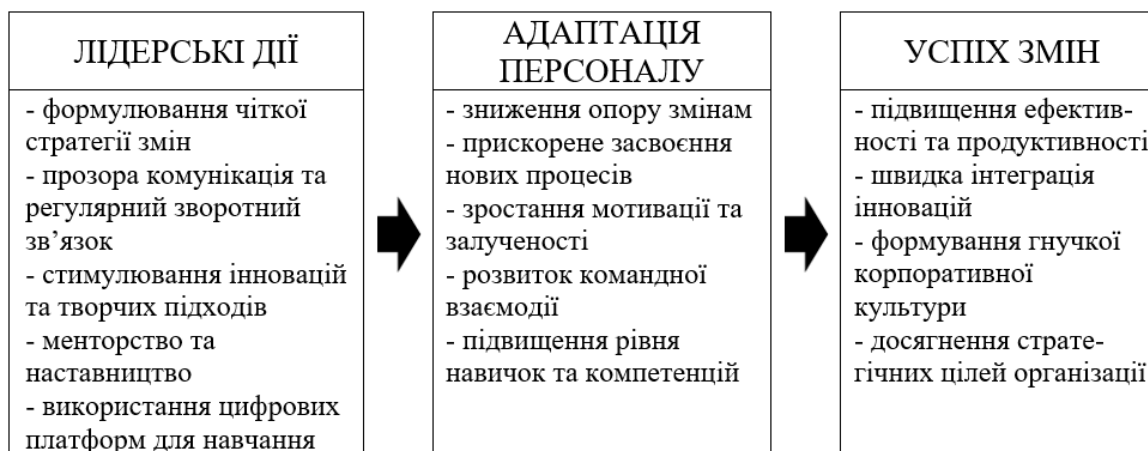 ЛІДЕРСЬКІ ДІЇ
- формулювання чіткої
стратегії змін
- прозора комунікація та
регулярний зворотний
зв’язок
- стимулювання інновацій
та творчих підходів
- менторство та
наставництво
- використання цифрових
платформ для навчання
АДАПТАЦІЯ
ПЕРСОНАЛУ
- зниження опору змінам
- прискорене засвоєння
нових процесів
- зростання мотивації та
залученості
- розвиток командної
взаємодії
- підвищення рівня
навичок та компетенцій
УСПІХ ЗМІН
- підвищення ефектив-
ності та продуктивності
- швидка інтеграція
інновацій
- формування гнучкої
корпоративної
культури
- досягнення страте-
гічних цілей організації